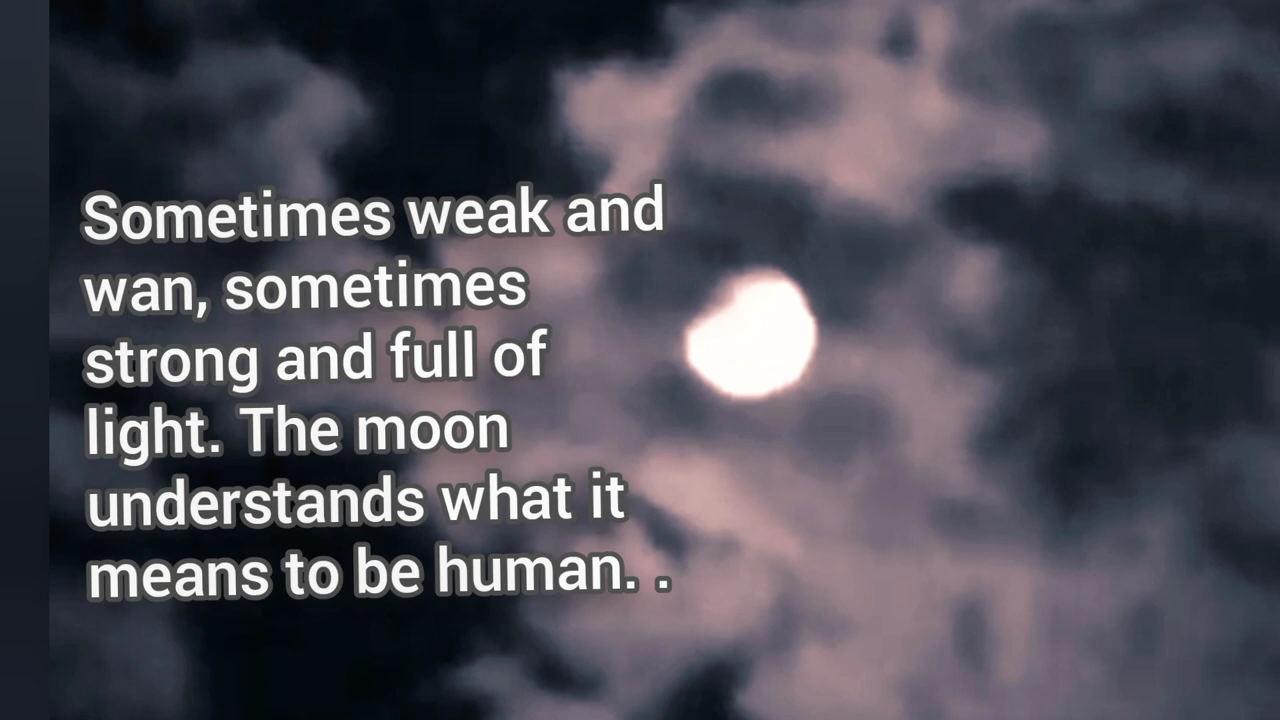 Sometimes weak and
wan, sometimes
strong and full of
light. The moon
understands what it
means to be human. .